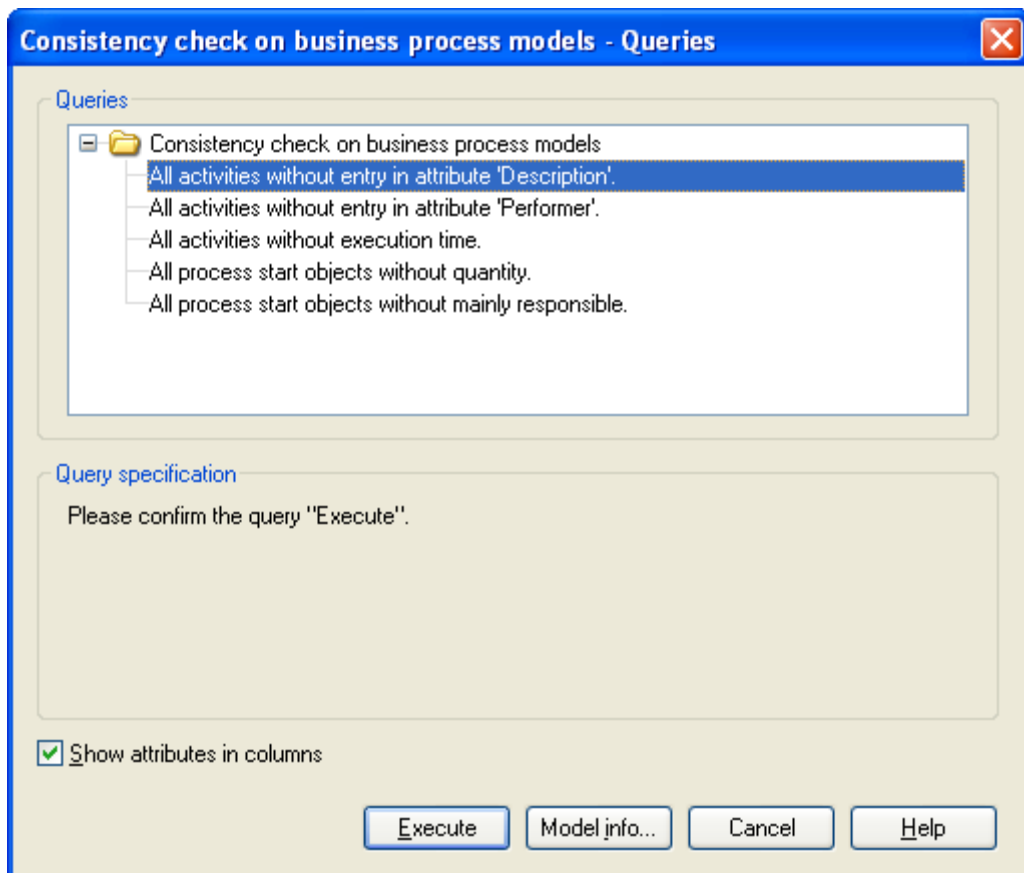 Consistency check on business process models - Queries
Queries
Consistency check on business process models
All activities without entry in attribute 'Description'.
All activities without entry in attribute 'Performer'.
All activities without execution time.
All process start objects without quantity.
All process start objects without mainly responsible.
Query specification
Please confirm the query "Execute".
Show attributes in columns
Execute Model info... Cancel Help